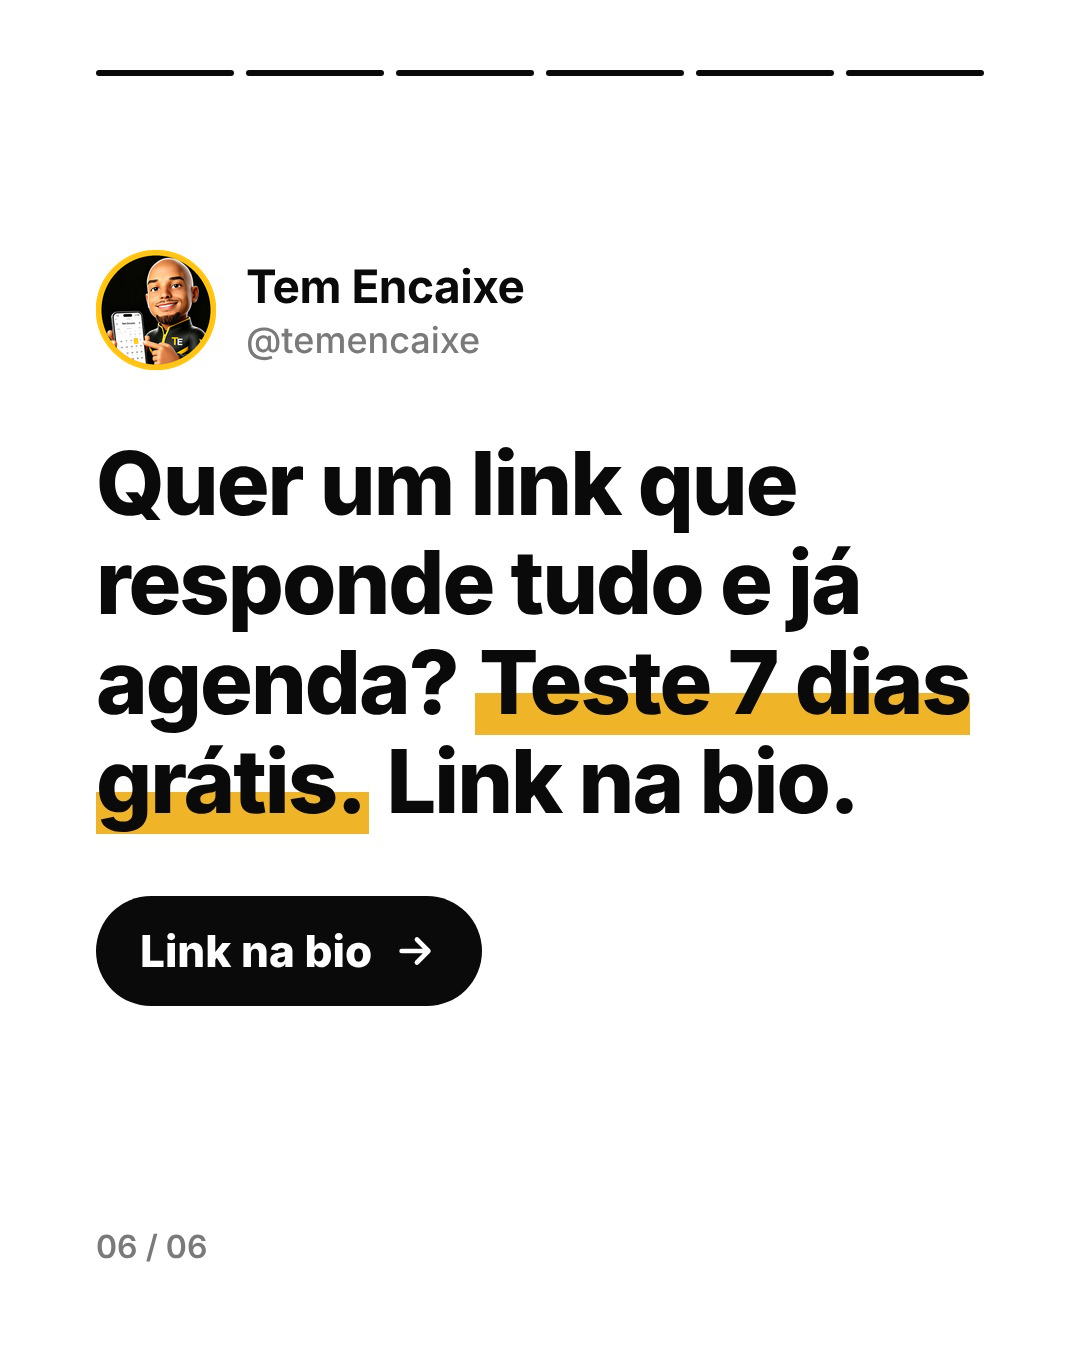 Tem Encaixe
@temencaixe
Quer um link que
responde tudo e já
agenda? Teste 7 dias
grátis. Link na bio.
Link na bio →
06 / 06